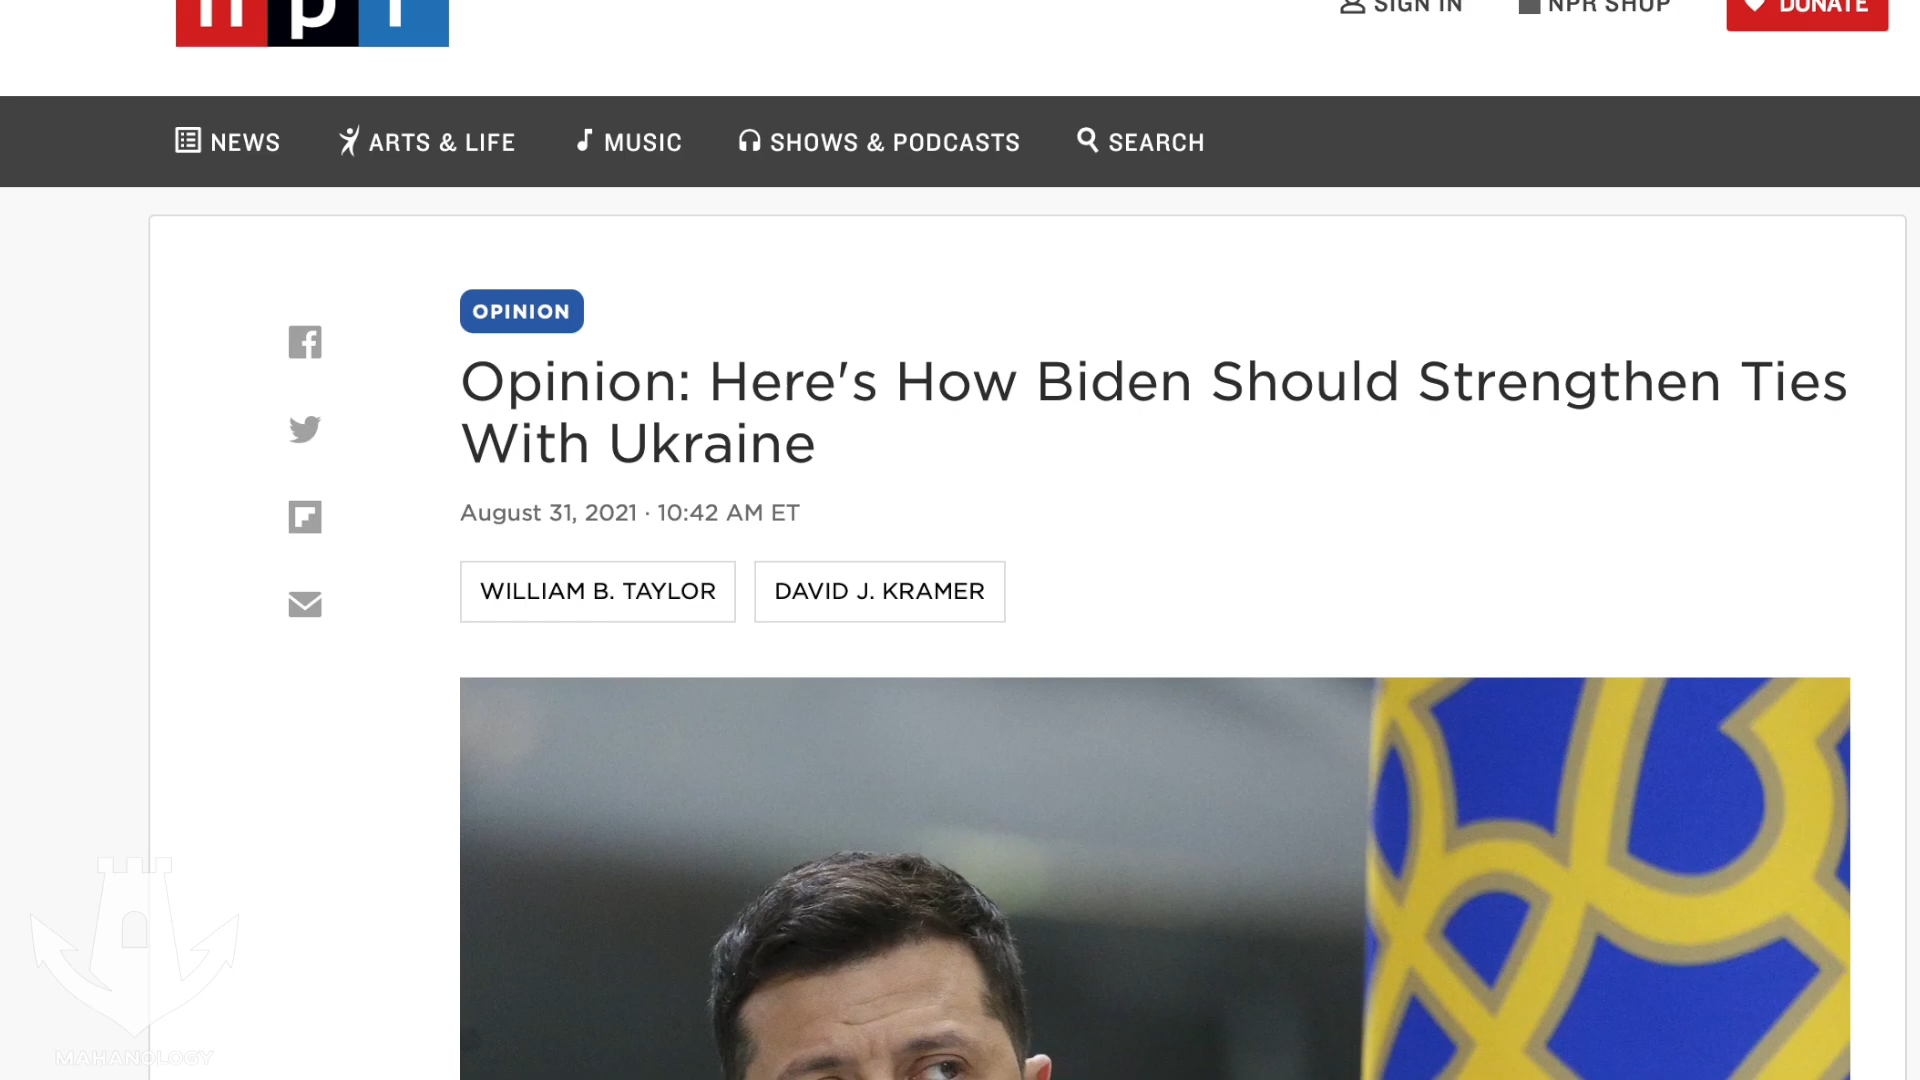 npr
SIGN IN
NPR SHOP
DONATE
NEWS
ARTS & LIFE
MUSIC
SHOWS & PODCASTS
SEARCH
OPINION
Opinion: Here's How Biden Should Strengthen Ties
With Ukraine
August 31, 2021 · 10:42 AM ET
WILLIAM B. TAYLOR
DAVID J. KRAMER
MAHANOLOGY